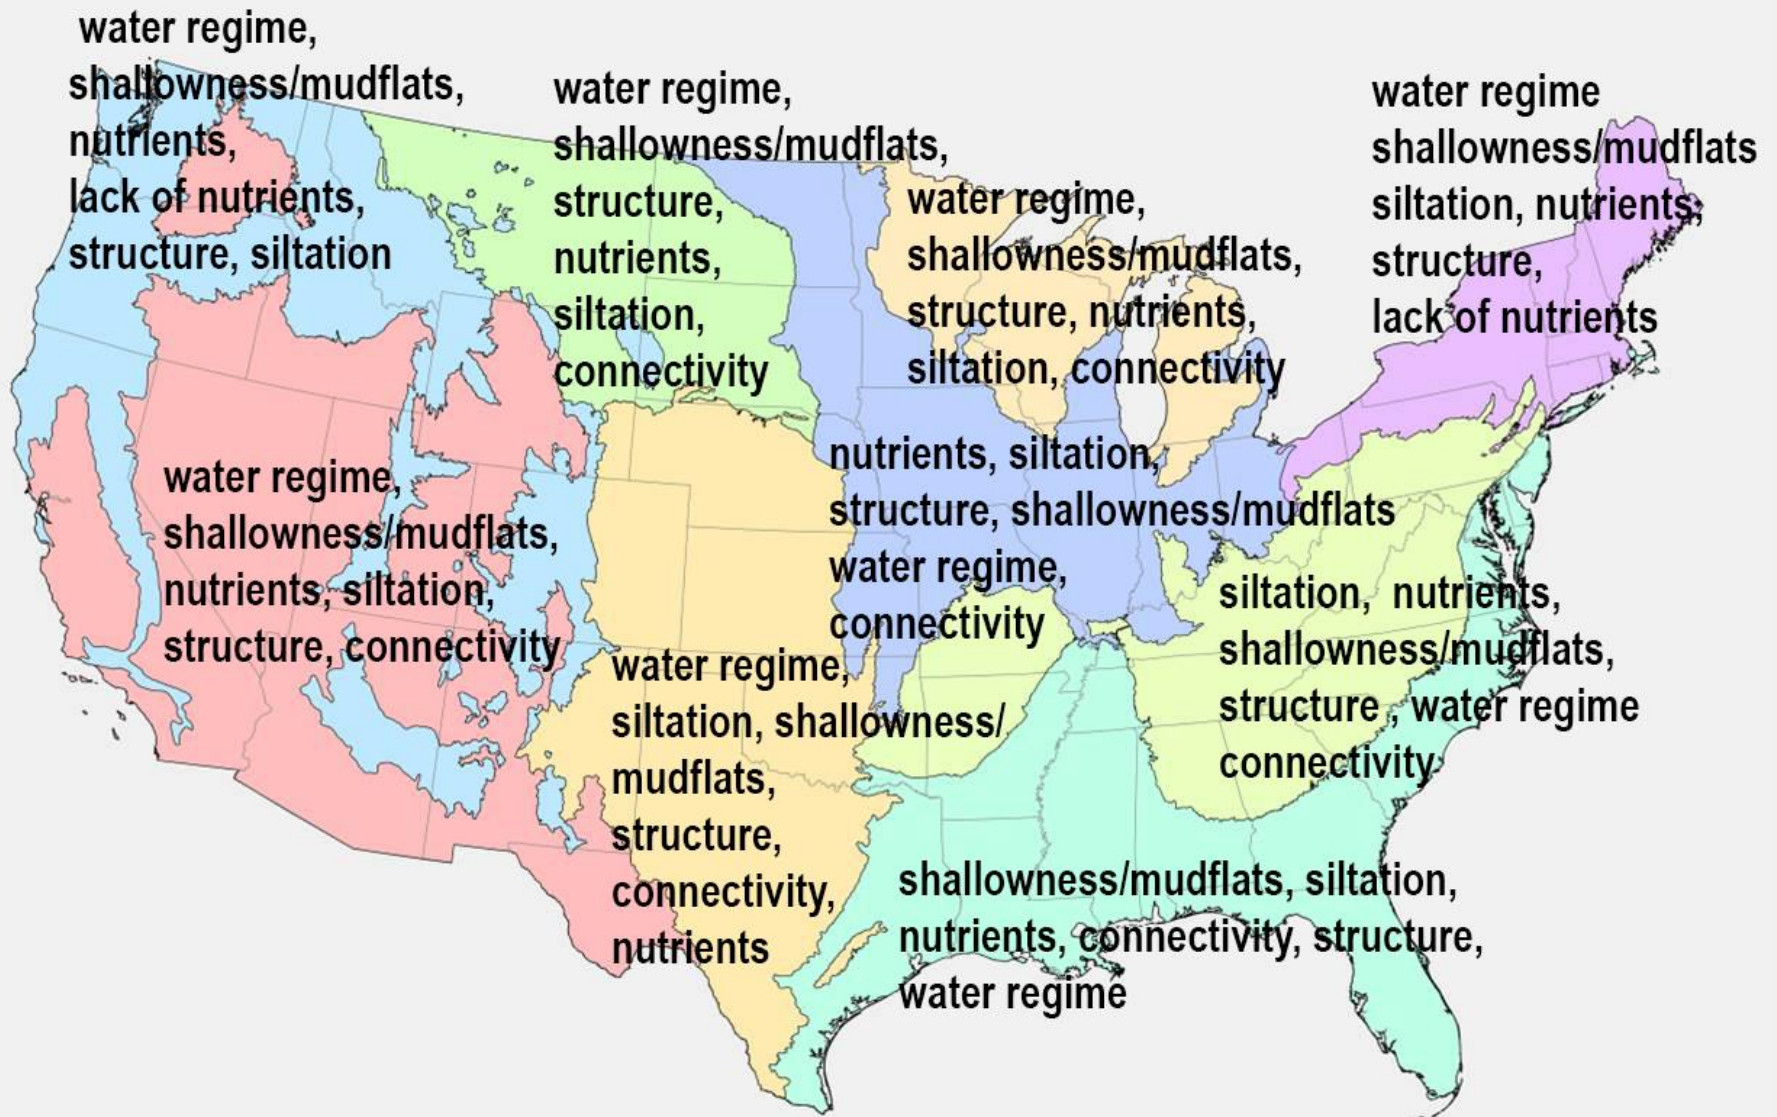 water regime,
shallowness/mudflats,
nutrients,
lack of nutrients,
structure, siltation
water regime,
shallowness/mudflats,
structure,
nutrients,
siltation,
connectivity
water regime,
shallowness/mudflats,
structure, nutrients,
siltation, connectivity
water regime
shallowness/mudflats
siltation, nutrients,
structure,
lack of nutrients
water regime,
shallowness/mudflats,
nutrients, siltation,
structure, connectivity
nutrients, siltation,
structure, shallowness/mudflats
water regime,
connectivity
siltation, nutrients,
shallowness/mudflats,
structure , water regime
connectivity
water regime,
siltation, shallowness/
mudflats,
structure,
connectivity,
nutrients
shallowness/mudflats, siltation,
nutrients, connectivity, structure,
water regime